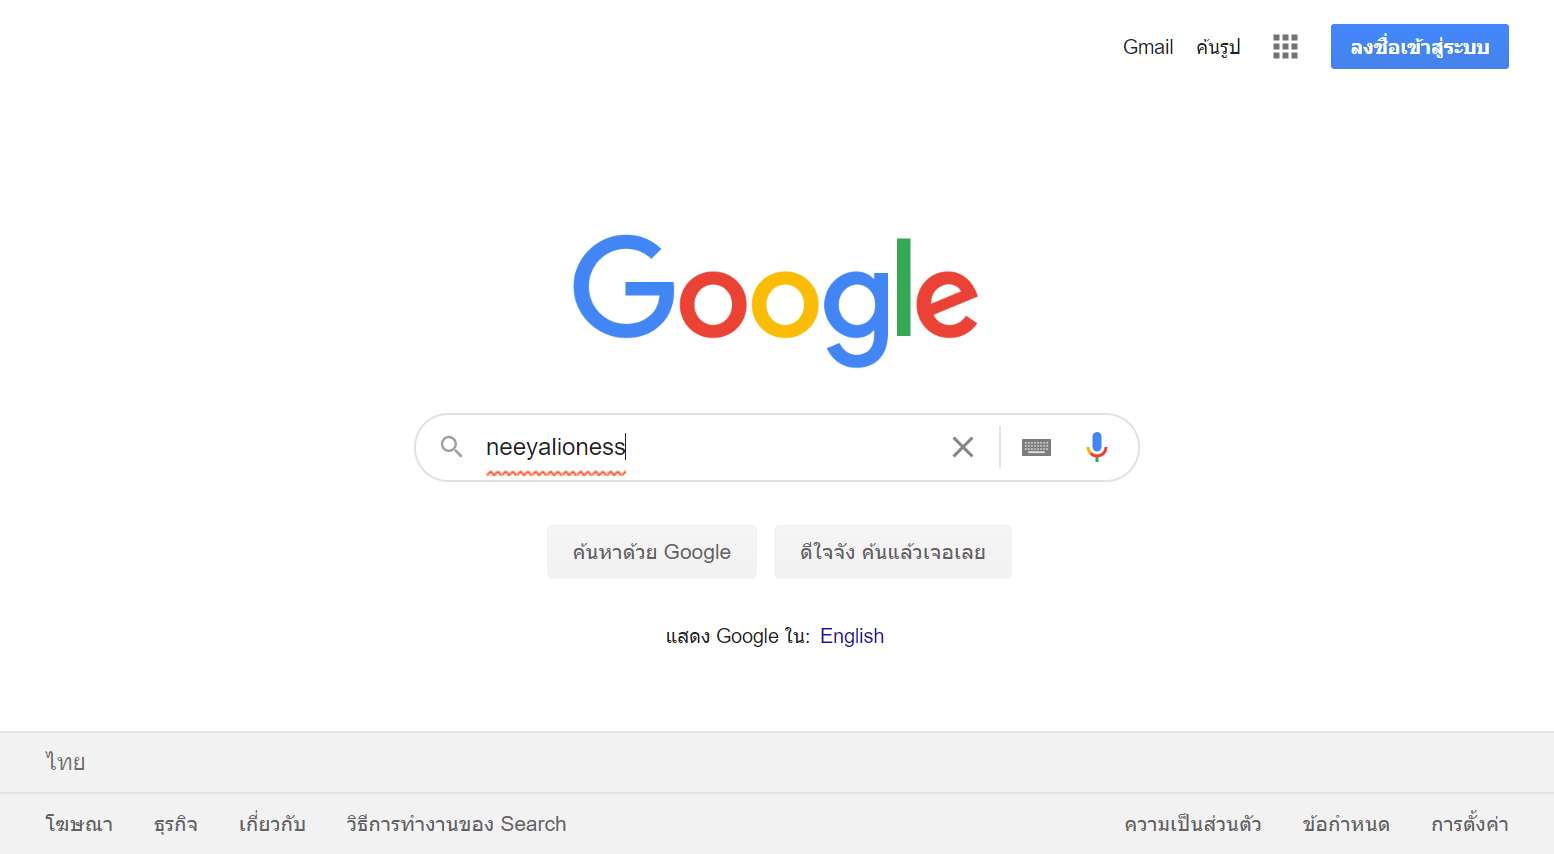 Gmail ค้นรูป ลงชื่อเข้าสู่ระบบ
Google
neeyalioness
ค้นหาด้วย Google ดีใจจัง ค้นแล้วเจอเลย
แสดง Google ใน: English
ไทย
โฆษณา ธุรกิจ เกี่ยวกับ วิธีการทำงานของ Search ความเป็นส่วนตัว ข้อกำหนด การตั้งค่า